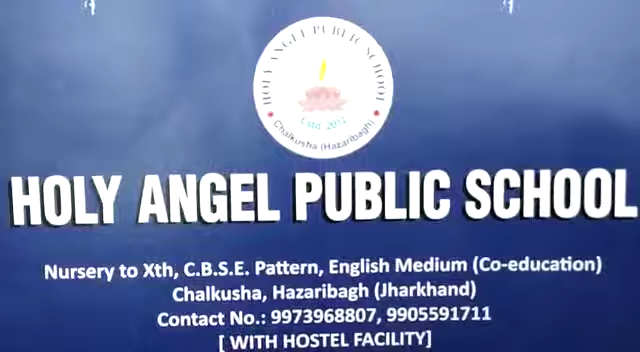 HOLY ANGEL PUBLIC SCHOOL
Estd. 2012
Chalkusha (Hazaribagh)
HOLY ANGEL PUBLIC SCHOOL
Nursery to Xth, C.B.S.E. Pattern, English Medium (Co-education)
Chalkusha, Hazaribagh (Jharkhand)
Contact No.: 9973968807, 9905591711
[ WITH HOSTEL FACILITY]